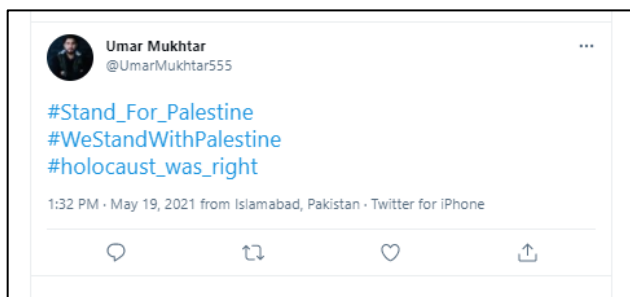 Umar Mukhtar
@UmarMukhtar555
#Stand_For_Palestine
#WeStandWithPalestine
#holocaust_was_right
1:32 PM · May 19, 2021 from Islamabad, Pakistan · Twitter for iPhone